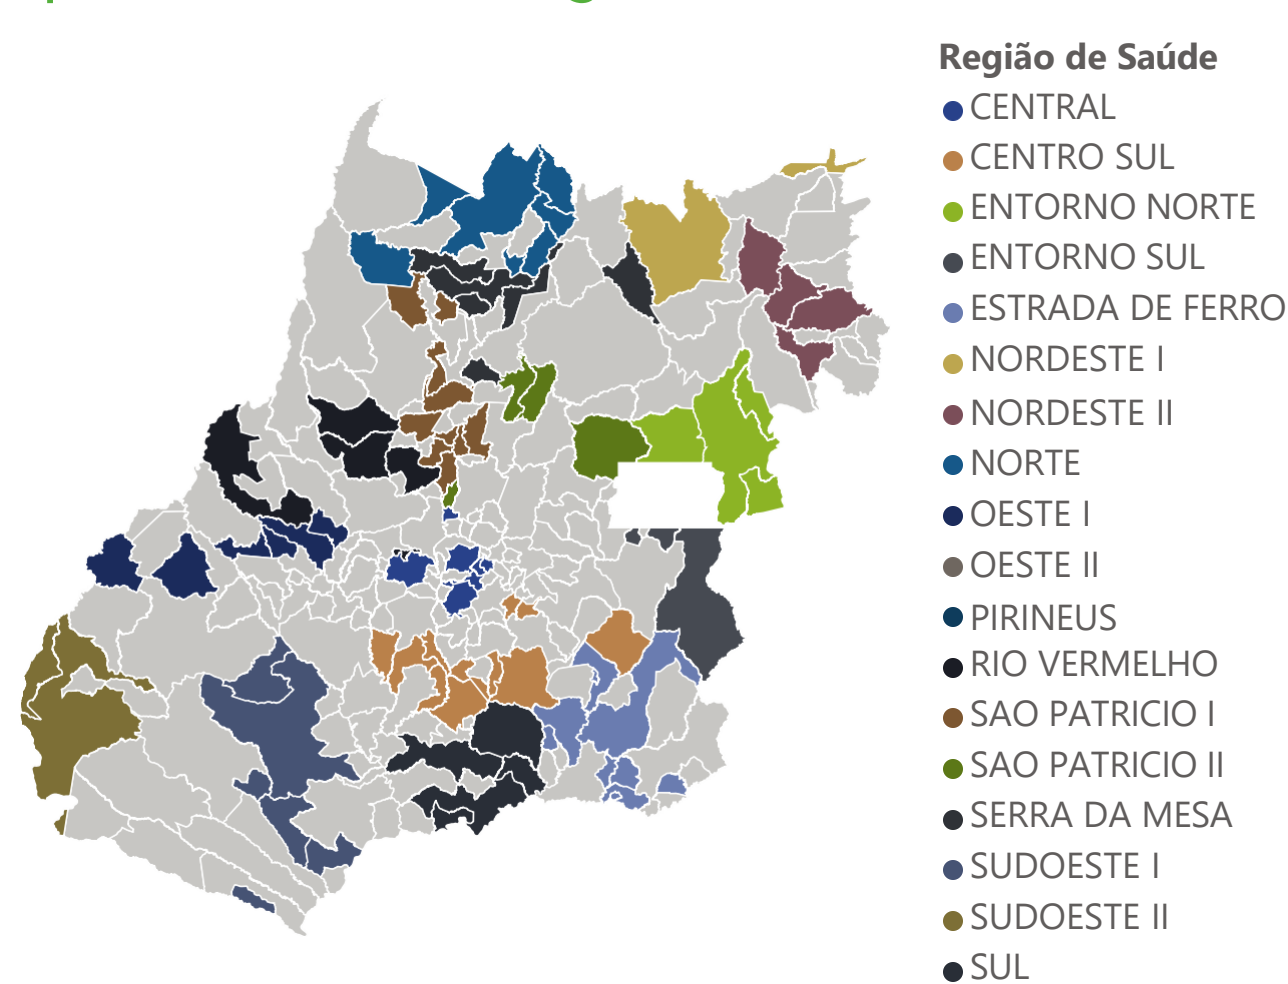 Região de Saúde
CENTRAL
CENTRO SUL
ENTORNO NORTE
ENTORNO SUL
ESTRADA DE FERRO
NORDESTE I
NORDESTE II
NORTE
OESTE I
OESTE II
PIRINEUS
RIO VERMELHO
SAO PATRICIO I
SAO PATRICIO II
SERRA DA MESA
SUDOESTE I
SUDOESTE II
SUL